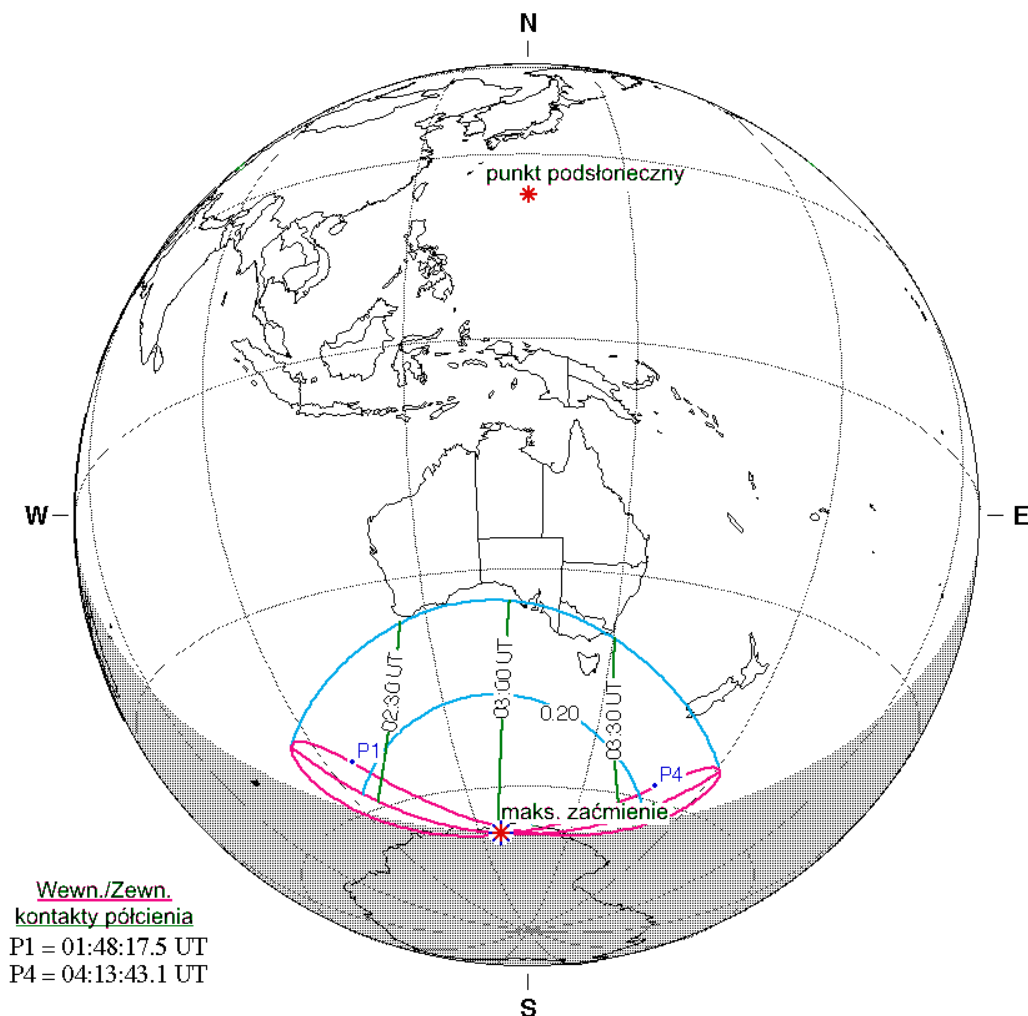 N
punkt podsłoneczny
W
E
02:30 UT
03:00 UT
03:30 UT
0.20
P1
P4
maks. zaćmienie
Wewn./Zewn.
kontakty półcienia
P1 = 01:48:17.5 UT
P4 = 04:13:43.1 UT
S